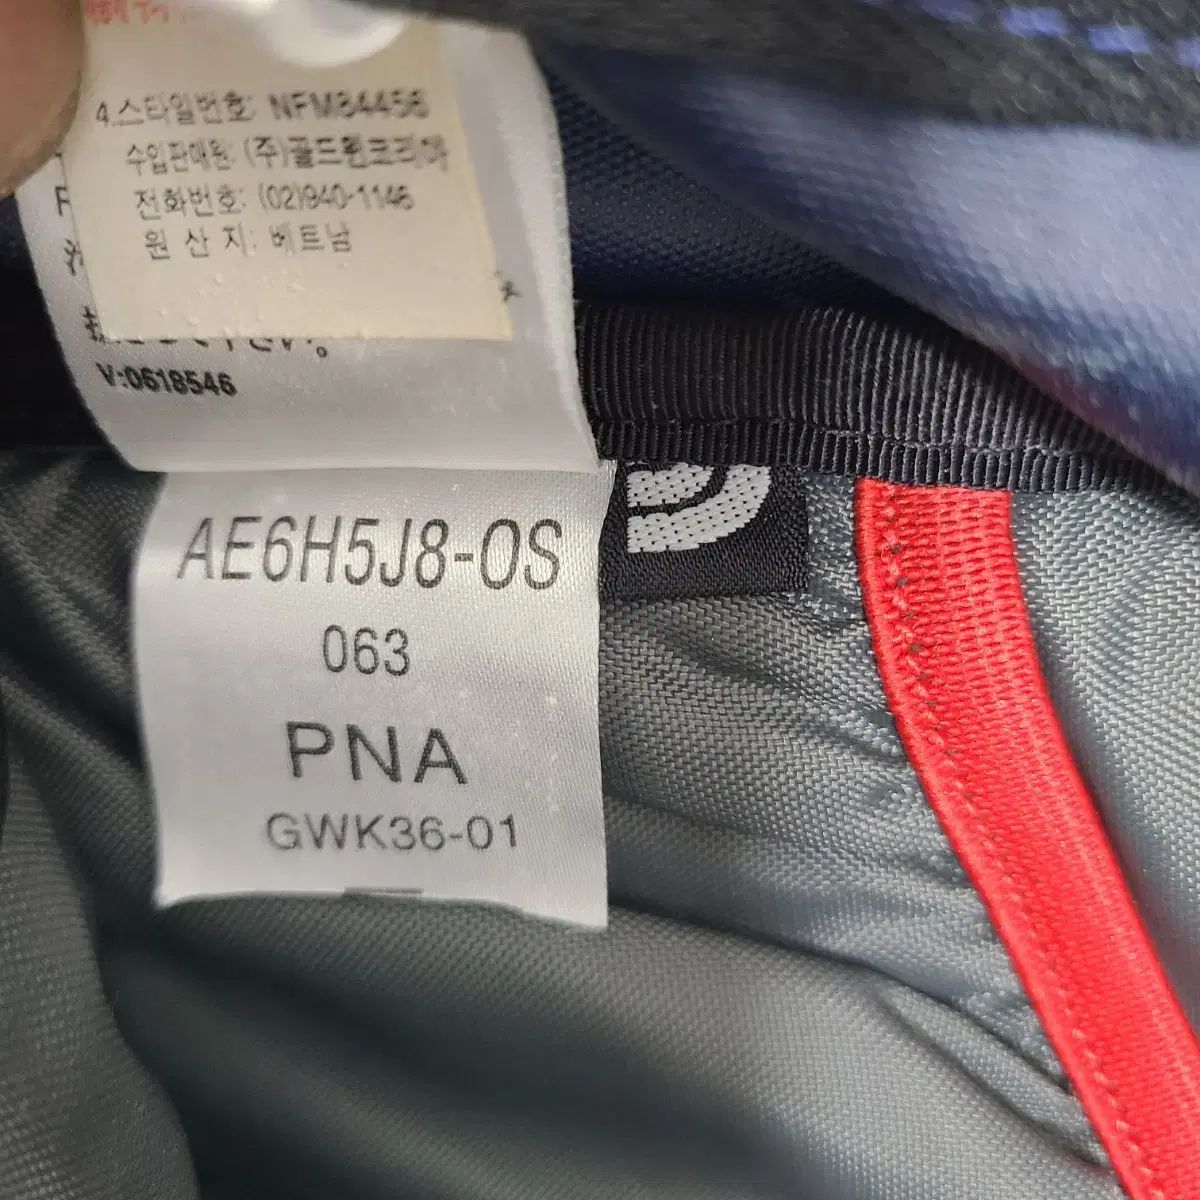 4.스타일번호: NFM84456
수입판매원: (주)골드윈코리아
전화번호: (02)940-1146
원 산 지: 베트남
V:0618546
AE6H5J8-OS
063
PNA
GWK36-01